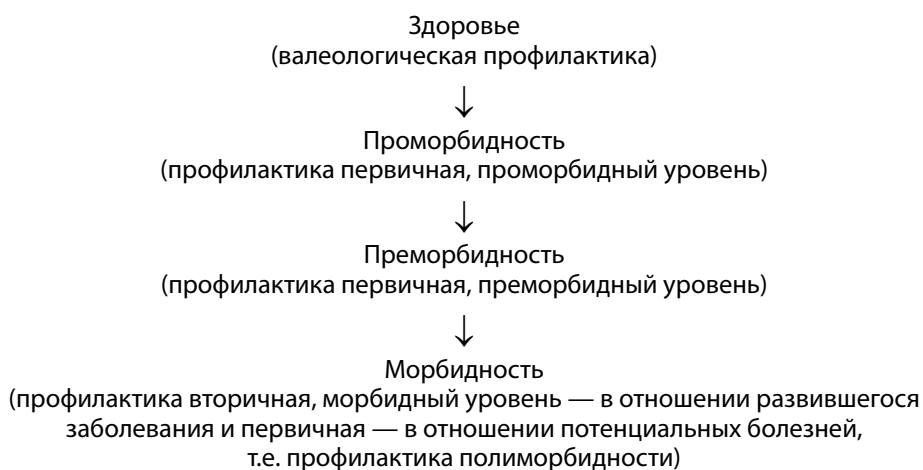 Здоровье
(валеологическая профилактика)
↓
Проморбидность
(профилактика первичная, проморбидный уровень)
↓
Преморбидность
(профилактика первичная, преморбидный уровень)
↓
Морбидность
(профилактика вторичная, морбидный уровень — в отношении развившегося
заболевания и первичная — в отношении потенциальных болезней,
т.е. профилактика полиморбидности)